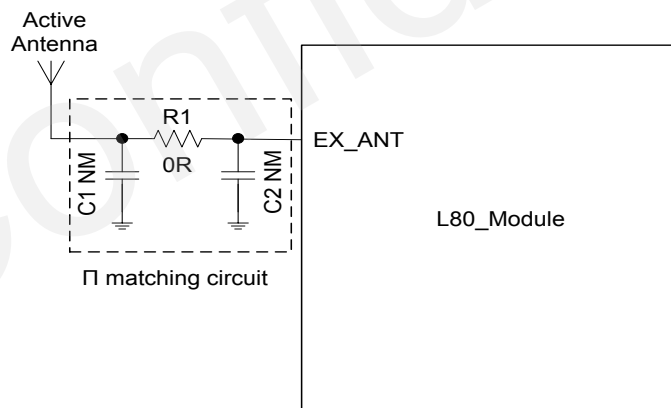 Active
Antenna
R1
0R
C1 NM
C2 NM
EX_ANT
L80_Module
Π matching circuit